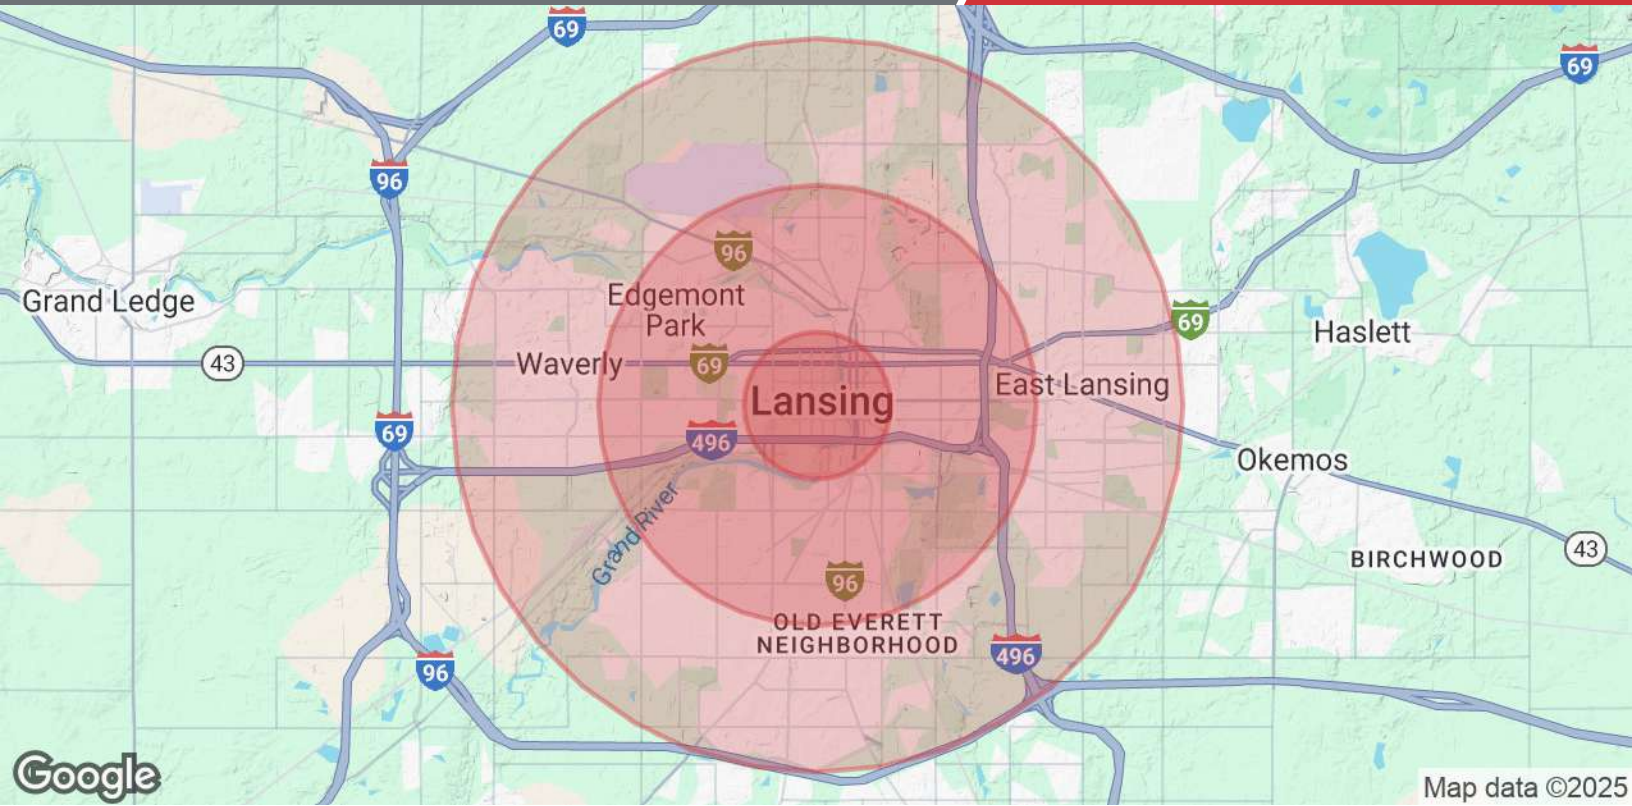 69
69
96
96
Edgemont
Park
Grand Ledge
69
Haslett
43
Waverly
69
East Lansing
Lansing
69
496
Okemos
Grand River
43
BIRCHWOOD
96
OLD EVERETT
NEIGHBORHOOD
496
96
Google
Map data ©2025